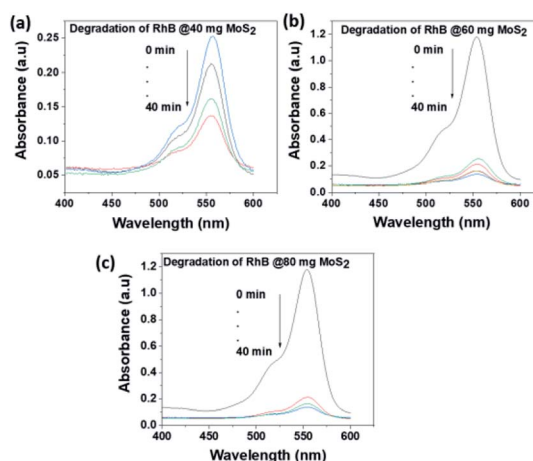 (a)
Degradation of RhB @40 mg MoS2
0 min
40 min
0.25
0.20
0.15
0.10
0.05
400 450 500 550 600
Absorbance (a.u)
Wavelength (nm)
(b)
Degradation of RhB @60 mg MoS2
0 min
40 min
1.2
1.0
0.8
0.6
0.4
0.2
0.0
400 450 500 550 600
Absorbance (a.u)
Wavelength (nm)
(c)
Degradation of RhB @80 mg MoS2
0 min
40 min
1.2
1.0
0.8
0.6
0.4
0.2
0.0
400 450 500 550 600
Absorbance (a.u)
Wavelength (nm)